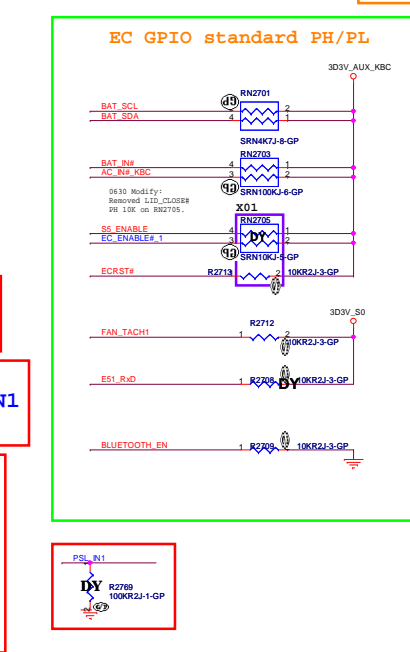 EC GPIO standard PH/PL
3D3V_AUX_KBC
RN2701
BAT_SCL 3 2
BAT_SDA 4 1
SRN4K7J-8-GP
RN2703
BAT_IN# 4 1
AC_IN#_KBC 3 2
SRN100KJ-6-GP
0630 Modify:
Removed LID_CLOSE#
PH 10K on RN2705.
X01
RN2705
S5_ENABLE 4 1
EC_ENABLE#_1 3 DY 2
SRN10KJ-5-GP
ECRST# R2713 1 2 10KR2J-3-GP
3D3V_S0
R2712
FAN_TACH1 1 2
10KR2J-3-GP
E51_RxD 1 R2708 DY 10KR2J-3-GP
BLUETOOTH_EN 1 R2709 10KR2J-3-GP
N1
PSL_IN1
DY R2769
100KR2J-1-GP